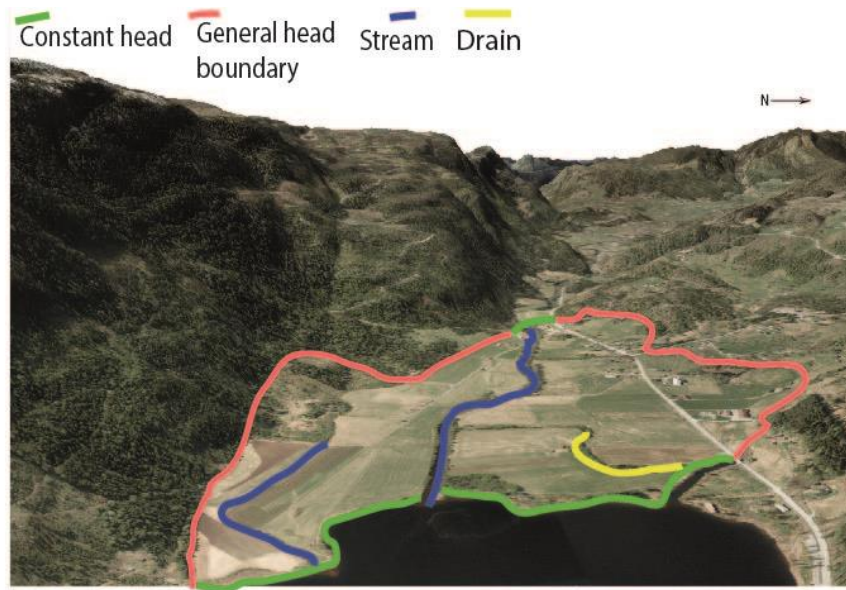 Constant head
General head
boundary
Stream
Drain
N